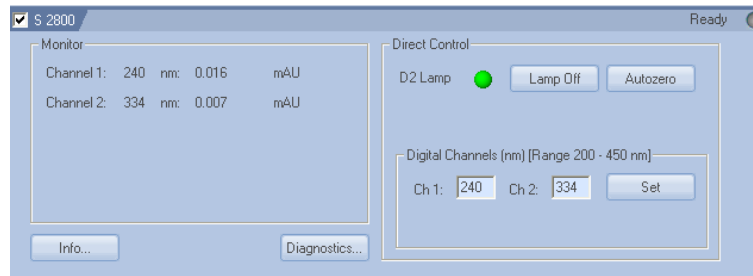 S 2800
Ready
Monitor
Channel 1: 240 nm: 0.016 mAU
Channel 2: 334 nm: 0.007 mAU
Info...
Diagnostics...
Direct Control
D2 Lamp Lamp Off Autozero
Digital Channels (nm) [Range 200 - 450 nm]
Ch 1: 240 Ch 2: 334 Set